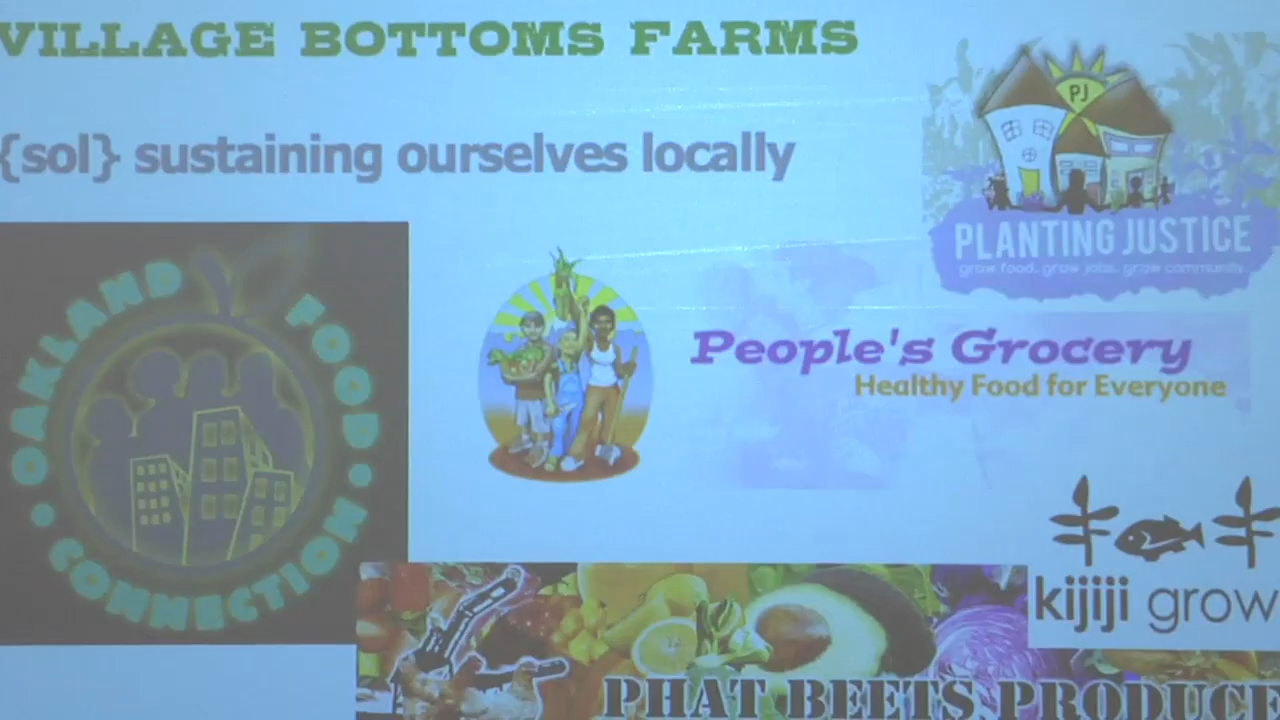 VILLAGE BOTTOMS FARMS
{sol} sustaining ourselves locally
PJ
PLANTING JUSTICE
grow food. grow jobs. grow community
OAKLAND FOOD CONNECTION
People's Grocery
Healthy Food for Everyone
kijiji grow
PHAT BEETS PRODUCE